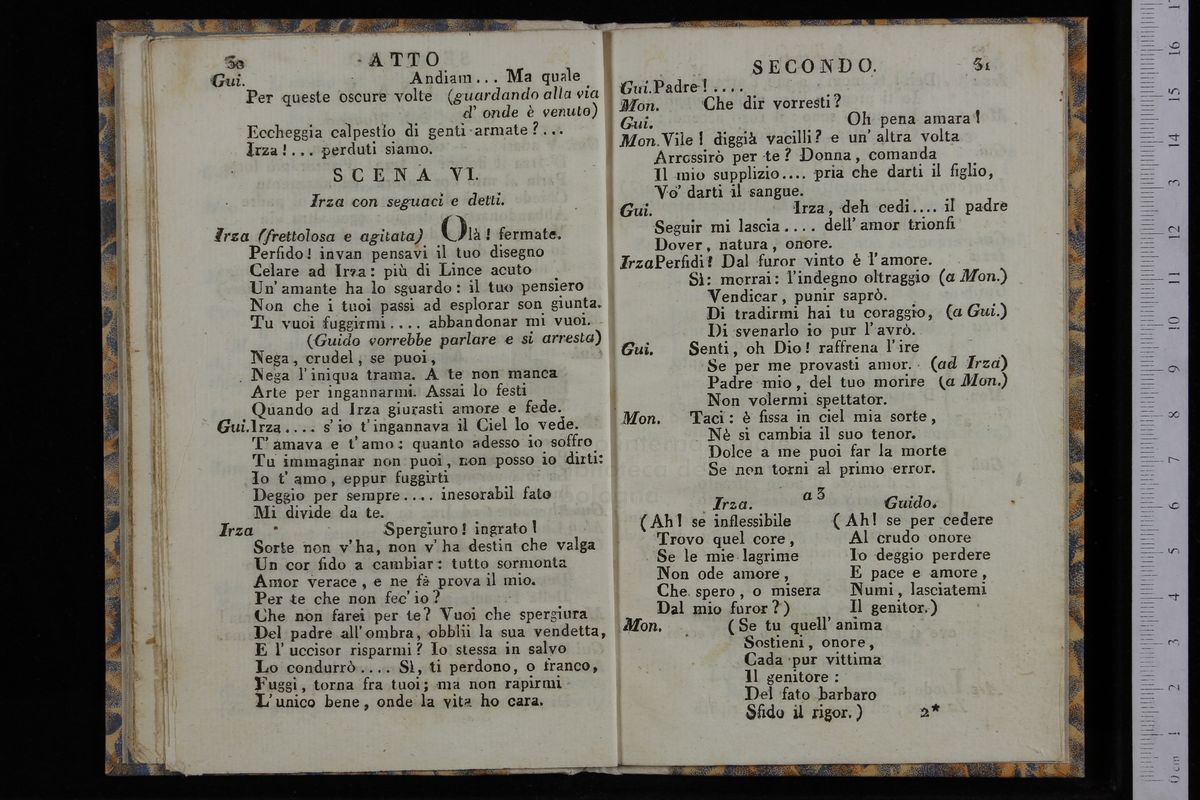 30
ATTO
Gui. Andiam... Ma quale
Per queste oscure volte (guardando alla via
d' onde è venuto)
Eccheggia calpestìo di genti armate?...
Irza!... perduti siamo.
SCENA VI.
Irza con seguaci e detti.
Irza (frettolosa e agitata) Olà! fermate.
Perfido! invan pensavi il tuo disegno
Celare ad Irza: più di Lince acuto
Un' amante ha lo sguardo: il tuo pensiero
Non che i tuoi passi ad esplorar son giunta.
Tu vuoi fuggirmi.... abbandonar mi vuoi.
(Guido vorrebbe parlare e si arresta)
Nega, crudel, se puoi,
Nega l'iniqua trama. A te non manca
Arte per ingannarmi. Assai lo festi
Quando ad Irza giurasti amore e fede.
Gui. Irza.... s' io t'ingannava il Ciel lo vede.
T'amava e t'amo: quanto adesso io soffro
Tu immaginar non puoi, non posso io dirti:
Io t' amo, eppur fuggirti
Deggio per sempre.... inesorabil fato
Mi divide da te.
Irza Spergiuro! ingrato!
Sorte non v'ha, non v'ha destin che valga
Un cor fido a cambiar: tutto sormonta
Amor verace, e ne fà prova il mio.
Per te che non fec' io?
Che non farei per te? Vuoi che spergiura
Del padre all'ombra, obblii la sua vendetta,
E l' uccisor risparmi? Io stessa in salvo
Lo condurrò.... Sì, ti perdono, o franco,
Fuggi, torna fra tuoi; ma non rapirmi
L'unico bene, onde la vita ho cara.
SECONDO.
31
Gui. Padre!....
Mon. Che dir vorresti?
Gui. Oh pena amara!
Mon. Vile! diggià vacilli? e un' altra volta
Arrossirò per te? Donna, comanda
Il mio supplizio.... pria che darti il figlio,
Vo' darti il sangue.
Gui. Irza, deh cedi.... il padre
Seguir mi lascia.... dell' amor trionfi
Dover, natura, onore.
Irza Perfidi! Dal furor vinto è l'amore.
Sì: morrai: l'indegno oltraggio (a Mon.)
Vendicar, punir saprò.
Di tradirmi hai tu coraggio, (a Gui.)
Di svenarlo io pur l'avrò.
Gui. Senti, oh Dio! raffrena l'ire
Se per me provasti amor. (ad Irza)
Padre mio, del tuo morire (a Mon.)
Non volermi spettator.
Mon. Taci: è fissa in ciel mia sorte,
Nè si cambia il suo tenor.
Dolce a me puoi far la morte
Se non torni al primo error.
a 3
Irza.
(Ah! se inflessibile
Trovo quel core,
Se le mie lagrime
Non ode amore,
Che spero, o misera
Dal mio furor?)
Guido.
(Ah! se per cedere
Al crudo onore
Io deggio perdere
E pace e amore,
Numi, lasciatemi
Il genitor.)
Mon. (Se tu quell' anima
Sostieni, onore,
Cada pur vittima
Il genitore:
Del fato barbaro
Sfido il rigor.)
2*